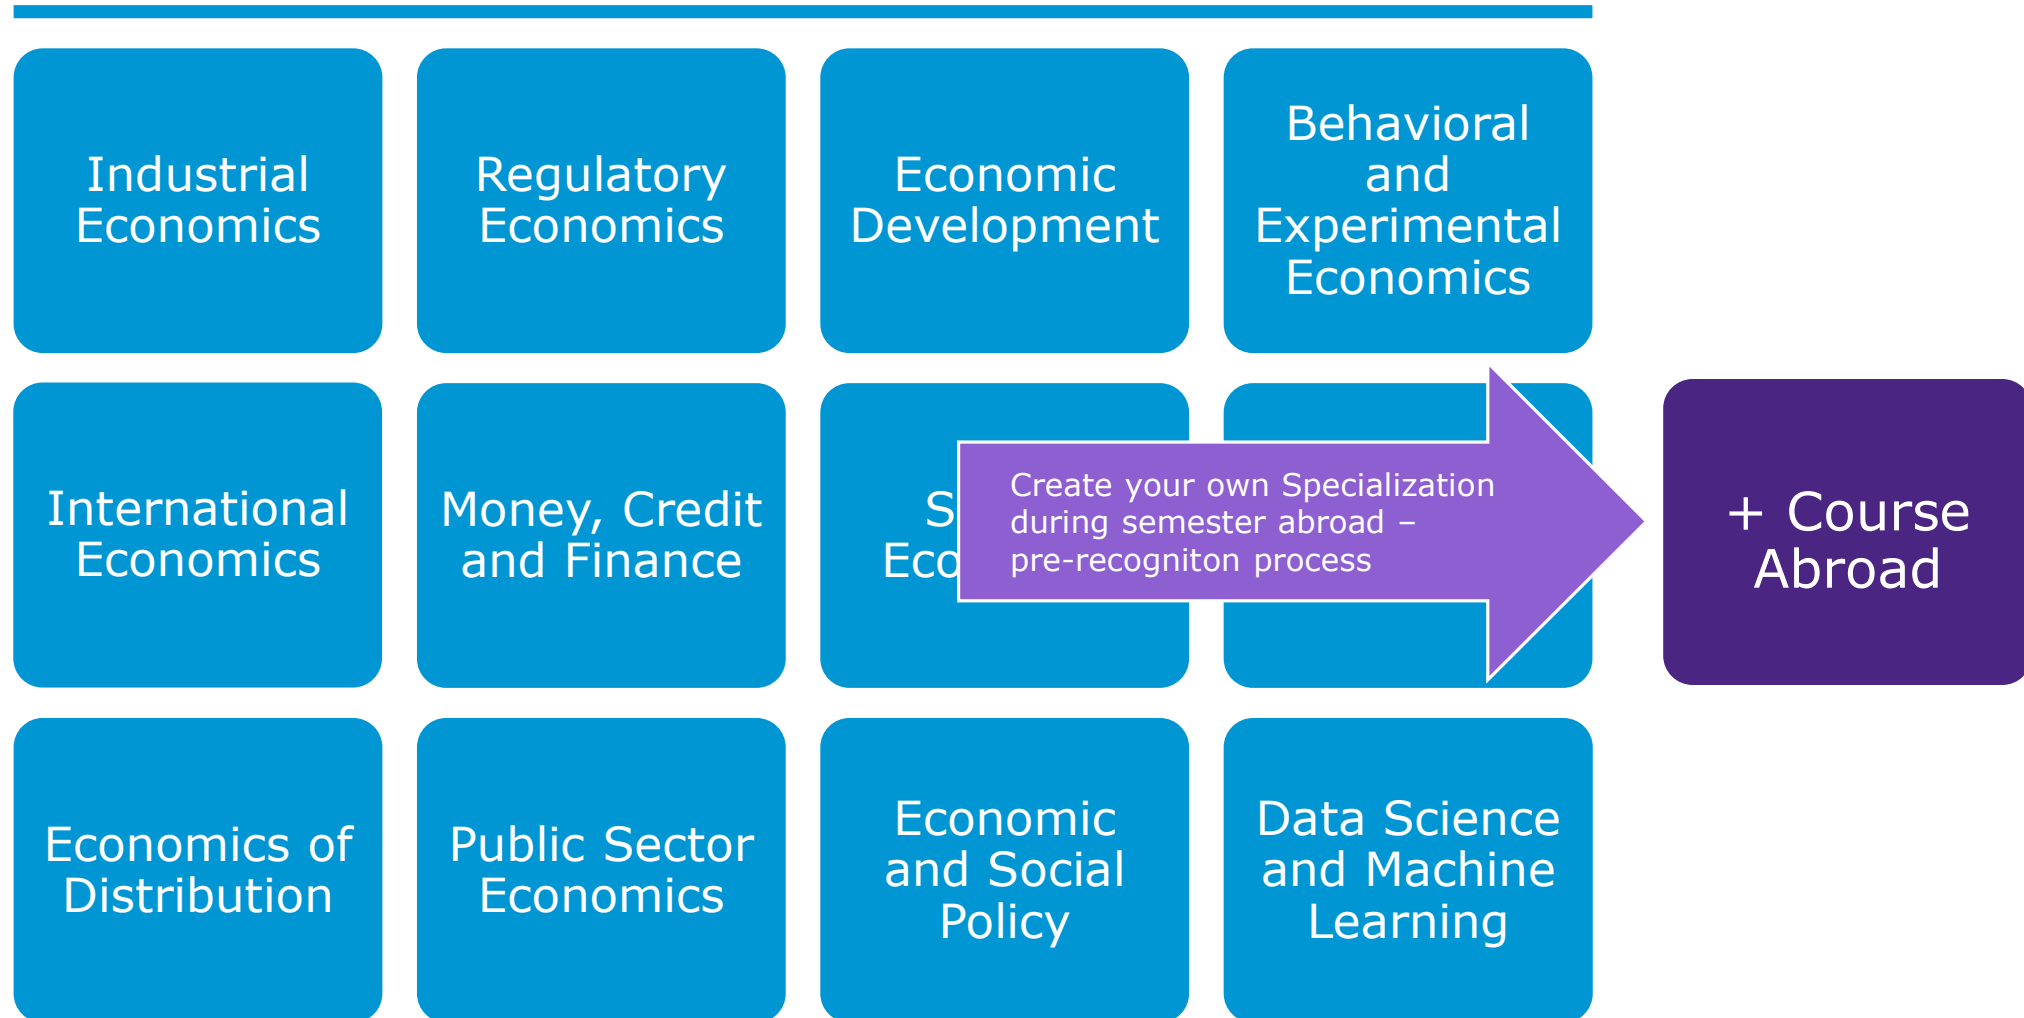 Industrial
Economics
Regulatory
Economics
Economic
Development
Behavioral
and
Experimental
Economics
International
Economics
Money, Credit
and Finance
Create your own Specialization
during semester abroad –
pre-recogniton process
+ Course
Abroad
Economics of
Distribution
Public Sector
Economics
Economic
and Social
Policy
Data Science
and Machine
Learning